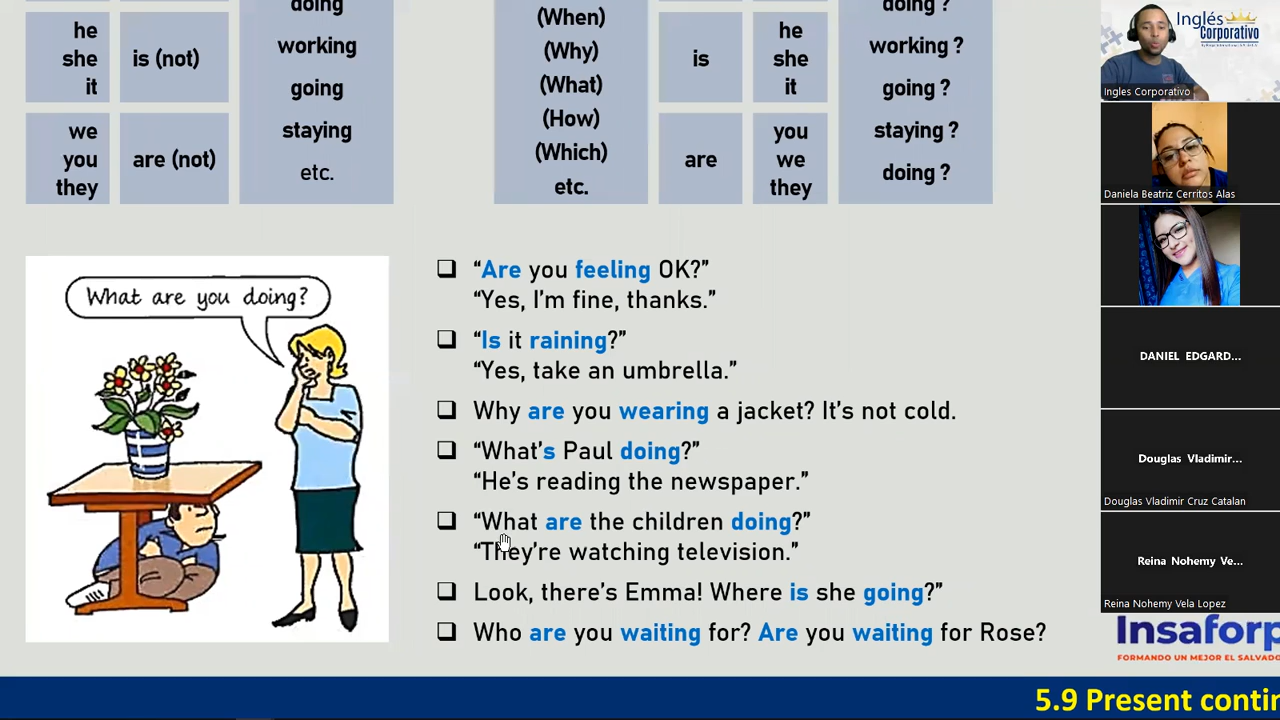 doing
he
she
it
is (not)
working
going
we
you
they
are (not)
staying
etc.
(When)
(Why)
(What)
(How)
(Which)
etc.
is
he
she
it
doing ?
working ?
going ?
are
you
we
they
staying ?
doing ?
What are you doing?
❑ “Are you feeling OK?”
“Yes, I’m fine, thanks.”
❑ “Is it raining?”
“Yes, take an umbrella.”
❑ Why are you wearing a jacket? It’s not cold.
❑ “What’s Paul doing?”
“He’s reading the newspaper.”
❑ “What are the children doing?”
“They’re watching television.”
❑ Look, there’s Emma! Where is she going?”
❑ Who are you waiting for? Are you waiting for Rose?
Inglés
Corporativo
Ingles Corporativo
Daniela Beatriz Cerritos Alas
DANIEL EDGARD...
Douglas Vladimir...
Douglas Vladimir Cruz Catalan
Reina Nohemy Ve...
Reina Nohemy Vela Lopez
Insaforp
FORMANDO UN MEJOR EL SALVADO
5.9 Present contin